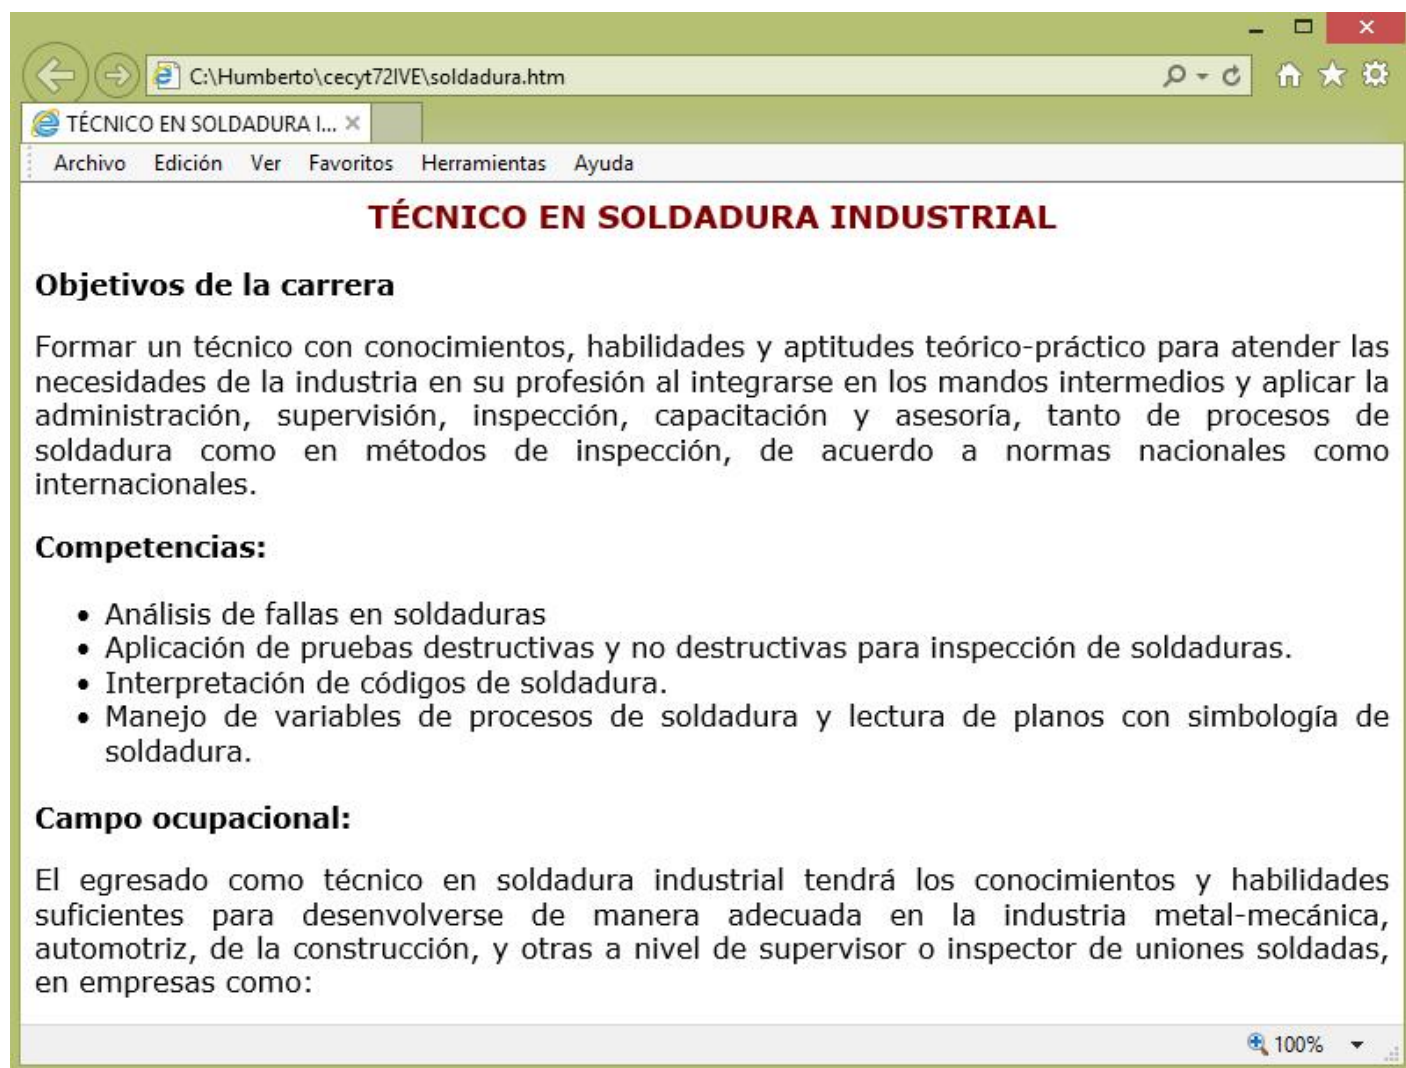 C:\Humberto\cecyt72IVE\soldadura.htm
TÉCNICO EN SOLDADURA I...
Archivo Edición Ver Favoritos Herramientas Ayuda
TÉCNICO EN SOLDADURA INDUSTRIAL
Objetivos de la carrera
Formar un técnico con conocimientos, habilidades y aptitudes teórico-práctico para atender las
necesidades de la industria en su profesión al integrarse en los mandos intermedios y aplicar la
administración, supervisión, inspección, capacitación y asesoría, tanto de procesos de
soldadura como en métodos de inspección, de acuerdo a normas nacionales como
internacionales.
Competencias:
• Análisis de fallas en soldaduras
• Aplicación de pruebas destructivas y no destructivas para inspección de soldaduras.
• Interpretación de códigos de soldadura.
• Manejo de variables de procesos de soldadura y lectura de planos con simbología de
soldadura.
Campo ocupacional:
El egresado como técnico en soldadura industrial tendrá los conocimientos y habilidades
suficientes para desenvolverse de manera adecuada en la industria metal-mecánica,
automotriz, de la construcción, y otras a nivel de supervisor o inspector de uniones soldadas,
en empresas como:
100%